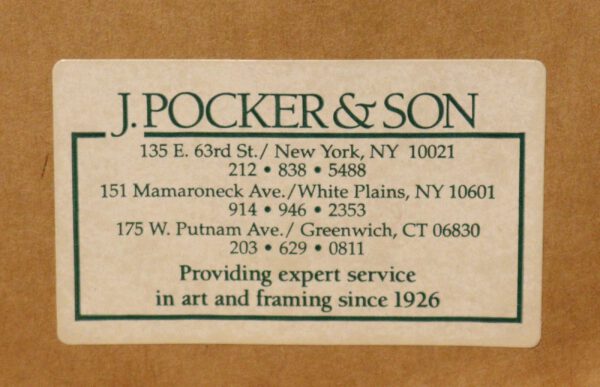 J. POCKER & SON
135 E. 63rd St./ New York, NY 10021
212 • 838 • 5488
151 Mamaroneck Ave./White Plains, NY 10601
914 • 946 • 2353
175 W. Putnam Ave./ Greenwich, CT 06830
203 • 629 • 0811
Providing expert service
in art and framing since 1926